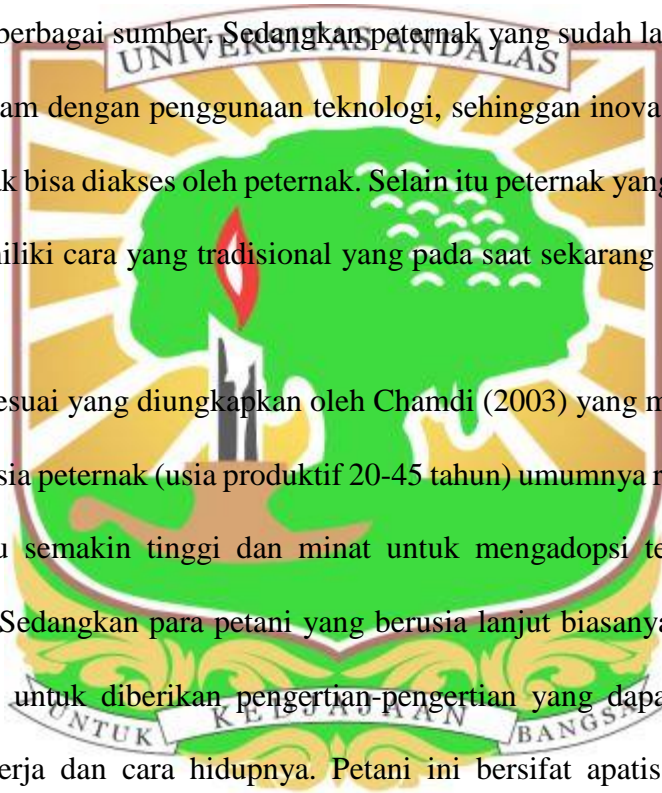 berbagai sumber. Sedangkan peternak yang sudah la
UNIVERSITAS ANDALAS
am dengan penggunaan teknologi, sehinggan inova
ak bisa diakses oleh peternak. Selain itu peternak yang
miliki cara yang tradisional yang pada saat sekarang
esuai yang diungkapkan oleh Chamdi (2003) yang m
sia peternak (usia produktif 20-45 tahun) umumnya
u semakin tinggi dan minat untuk mengadopsi te
Sedangkan para petani yang berusia lanjut biasanya
untuk diberikan pengertian-pengertian yang dapa
UNTUK KEDJAJAAN BANGSA
erja dan cara hidupnya. Petani ini bersifat apatis